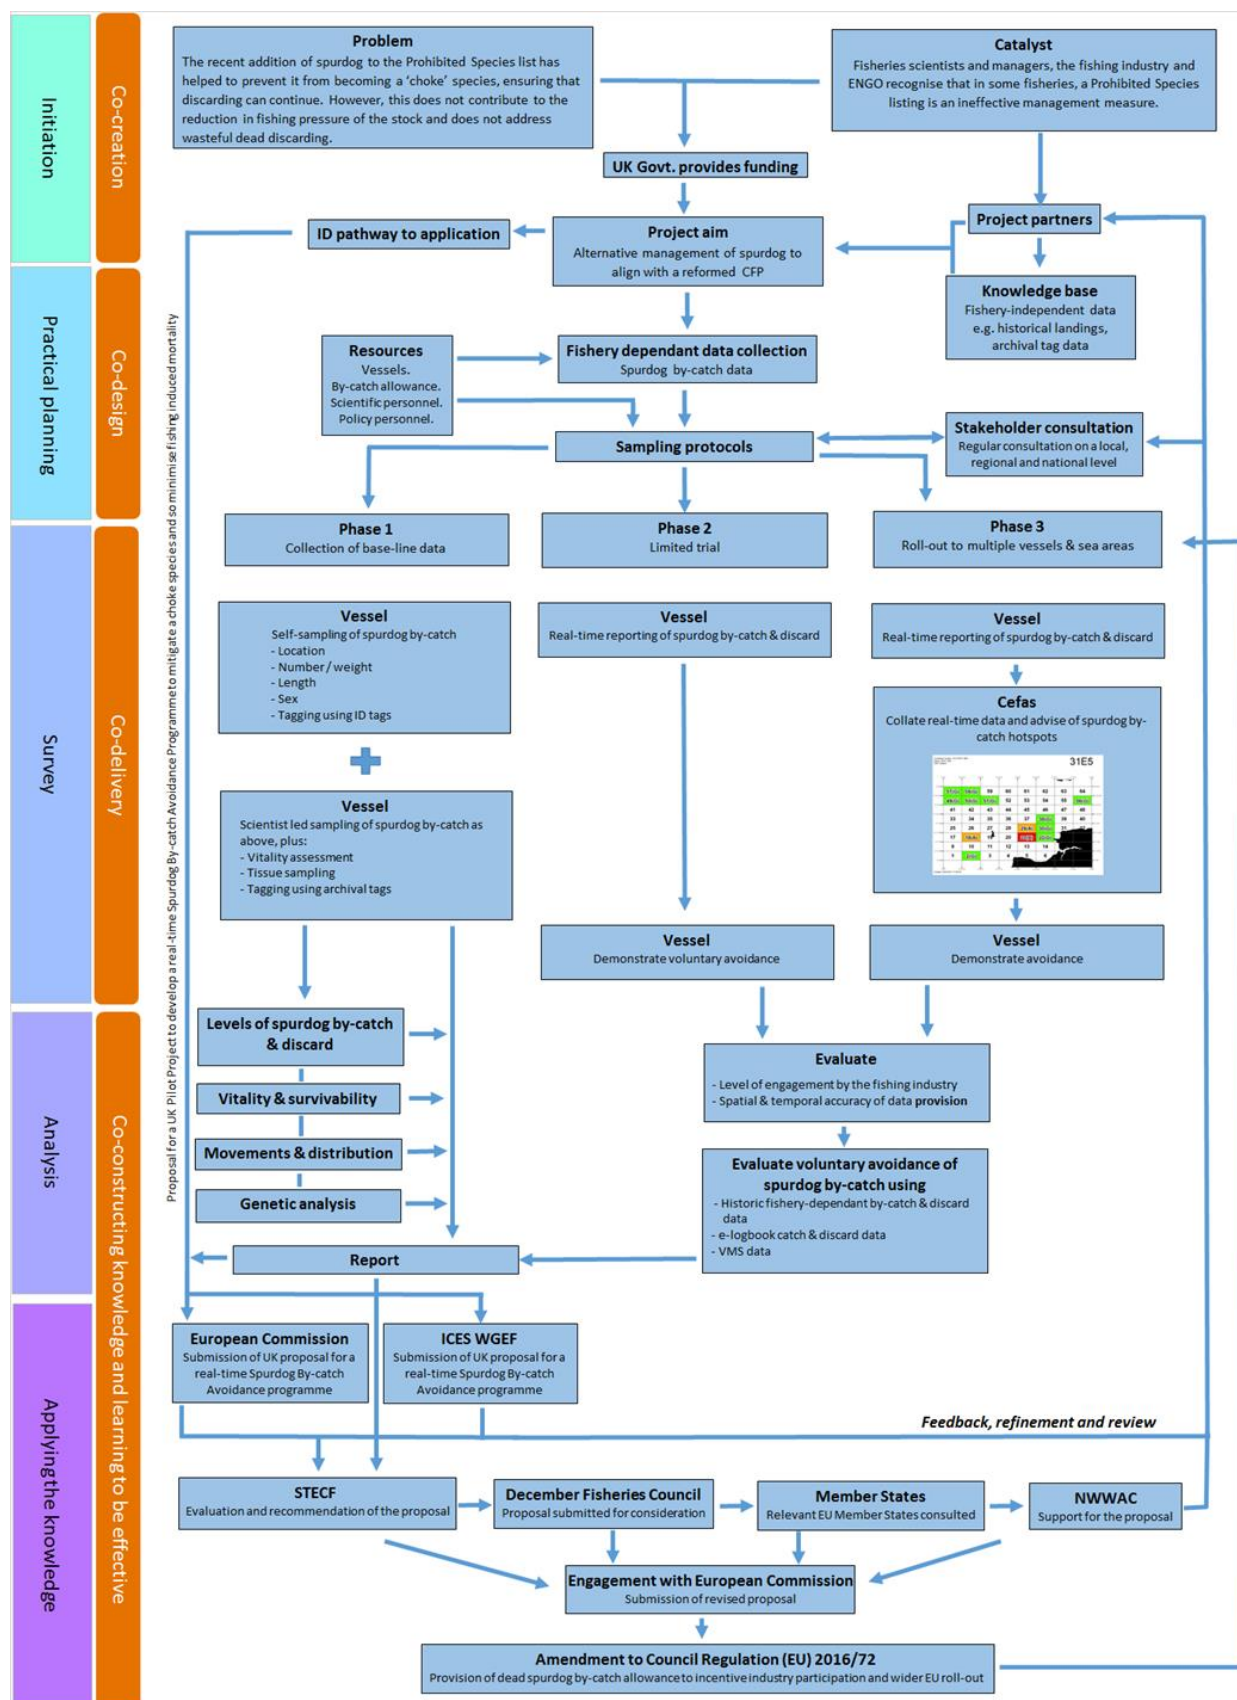 Initiation
Practical planning
Survey
Analysis
Applying the knowledge
Co-creation
Co-design
Co-delivery
Co-constructing knowledge and learning to be effective
Problem
The recent addition of spurdog to the Prohibited Species list has
helped to prevent it from becoming a ‘choke’ species, ensuring that
discarding can continue. However, this does not contribute to the
reduction in fishing pressure of the stock and does not address
wasteful dead discarding.
Catalyst
Fisheries scientists and managers, the fishing industry and
ENGO recognise that in some fisheries, a Prohibited Species
listing is an ineffective management measure.
UK Govt. provides funding
ID pathway to application
Project aim
Alternative management of spurdog to
align with a reformed CFP
Project partners
Knowledge base
Fishery-independent data
e.g. historical landings,
archival tag data
Proposal for a UK Pilot Project to develop a real-time Spurdog By-catch Avoidance Programme to mitigate a choke species and so minimise fishing induced mortality
Resources
Vessels.
By-catch allowance.
Scientific personnel.
Policy personnel.
Fishery dependant data collection
Spurdog by-catch data
Sampling protocols
Stakeholder consultation
Regular consultation on a local,
regional and national level
Phase 1
Collection of base-line data
Phase 2
Limited trial
Phase 3
Roll-out to multiple vessels & sea areas
Vessel
Self-sampling of spurdog by-catch
- Location
- Number / weight
- Length
- Sex
- Tagging using ID tags
Vessel
Real-time reporting of spurdog by-catch & discard
Vessel
Real-time reporting of spurdog by-catch & discard
Cefas
Collate real-time data and advise of spurdog by-
catch hotspots
31E5
Vessel
Scientist led sampling of spurdog by-catch as
above, plus:
- Vitality assessment
- Tissue sampling
- Tagging using archival tags
Vessel
Demonstrate voluntary avoidance
Vessel
Demonstrate avoidance
Levels of spurdog by-catch
& discard
Vitality & survivability
Movements & distribution
Genetic analysis
Evaluate
- Level of engagement by the fishing industry
- Spatial & temporal accuracy of data provision
Evaluate voluntary avoidance of
spurdog by-catch using
- Historic fishery-dependant by-catch & discard
data
- e-logbook catch & discard data
- VMS data
Report
European Commission
Submission of UK proposal for a
real-time Spurdog By-catch
Avoidance programme
ICES WGEF
Submission of UK proposal for a
real-time Spurdog By-catch
Avoidance programme
Feedback, refinement and review
STECF
Evaluation and recommendation of the proposal
December Fisheries Council
Proposal submitted for consideration
Member States
Relevant EU Member States consulted
NWWAC
Support for the proposal
Engagement with European Commission
Submission of revised proposal
Amendment to Council Regulation (EU) 2016/72
Provision of dead spurdog by-catch allowance to incentive industry participation and wider EU roll-out